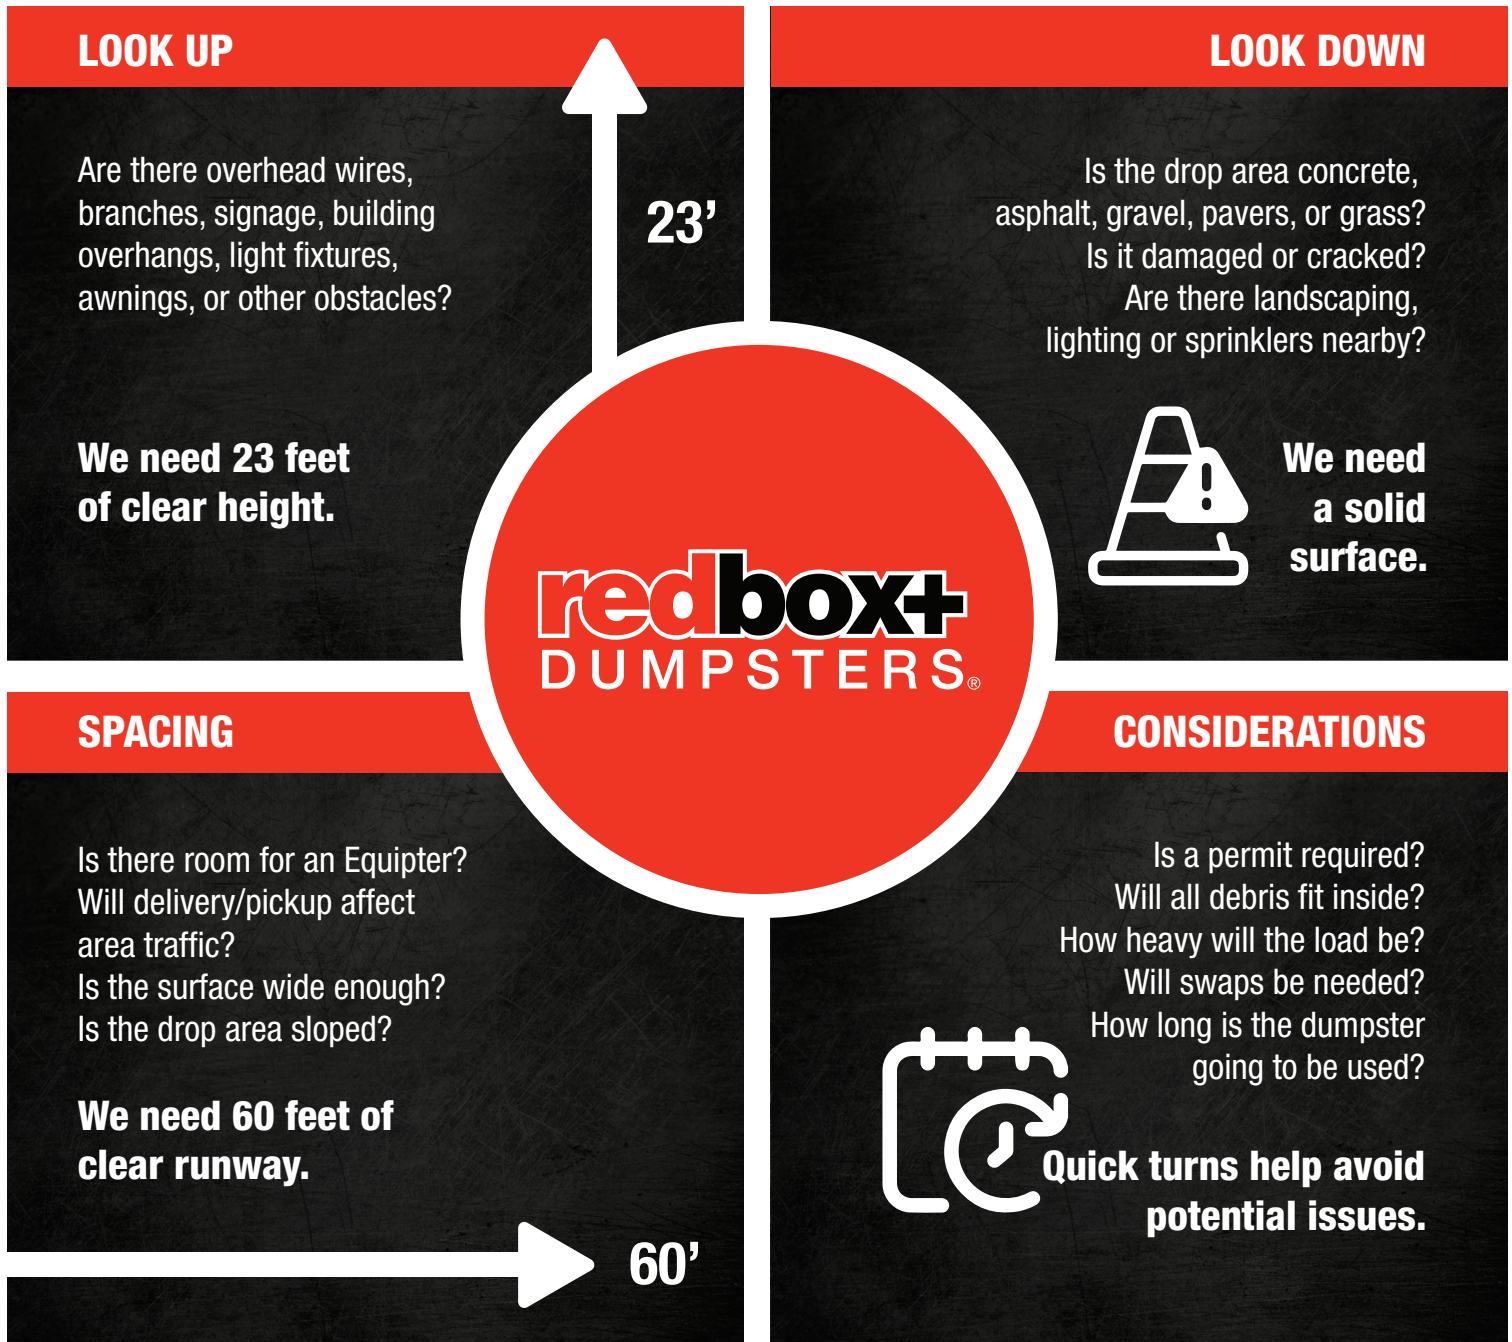 LOOK UP
Are there overhead wires,
branches, signage, building
overhangs, light fixtures,
awnings, or other obstacles?
23’
We need 23 feet
of clear height.
LOOK DOWN
Is the drop area concrete,
asphalt, gravel, pavers, or grass?
Is it damaged or cracked?
Are there landscaping,
lighting or sprinklers nearby?
We need
a solid
surface.
redbox+
DUMPSTERS®
SPACING
Is there room for an Equipter?
Will delivery/pickup affect
area traffic?
Is the surface wide enough?
Is the drop area sloped?
We need 60 feet of
clear runway.
60’
CONSIDERATIONS
Is a permit required?
Will all debris fit inside?
How heavy will the load be?
Will swaps be needed?
How long is the dumpster
going to be used?
Quick turns help avoid
potential issues.